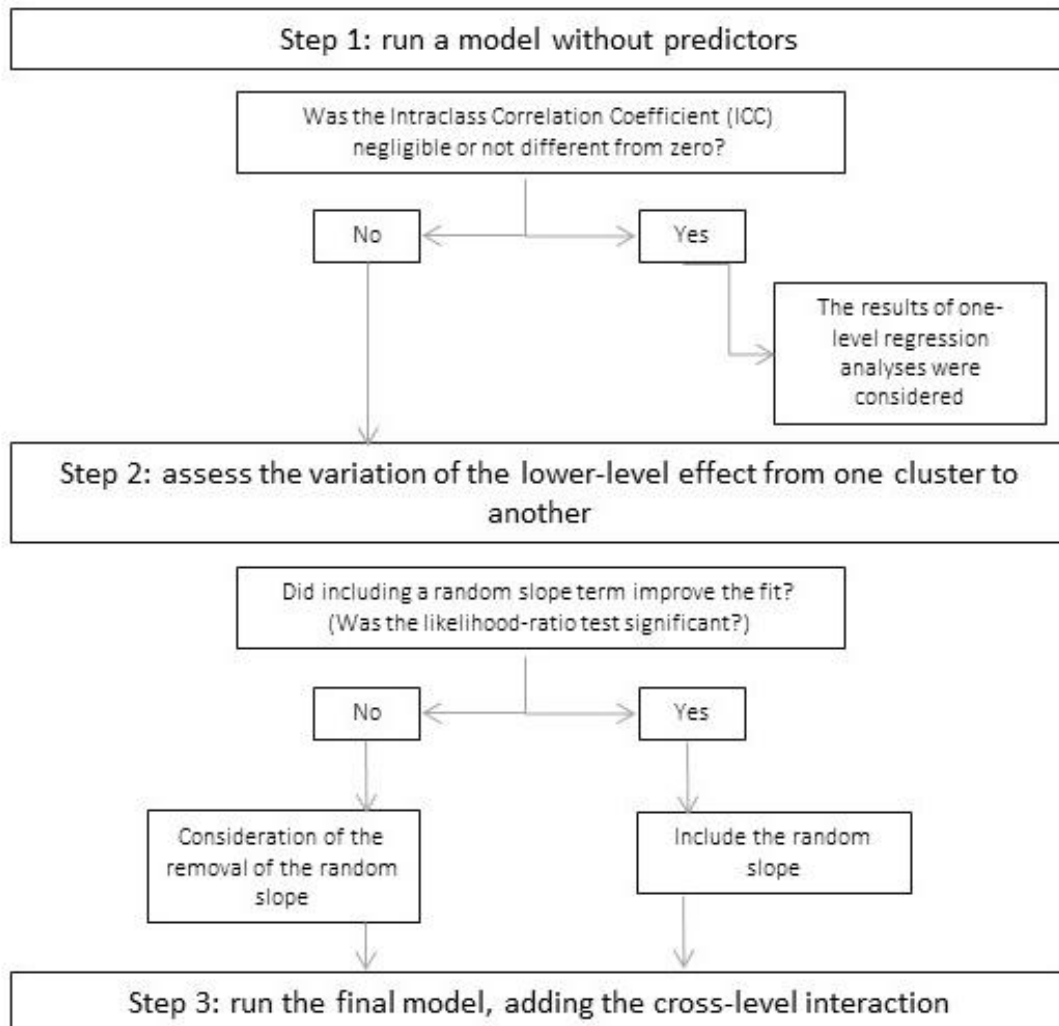 Step 1: run a model without predictors
Was the Intraclass Correlation Coefficient (ICC)
negligible or not different from zero?
No
Yes
The results of one-
level regression
analyses were
considered
Step 2: assess the variation of the lower-level effect from one cluster to
another
Did including a random slope term improve the fit?
(Was the likelihood-ratio test significant?)
No
Yes
Consideration of the
removal of the random
slope
Include the random
slope
Step 3: run the final model, adding the cross-level interaction